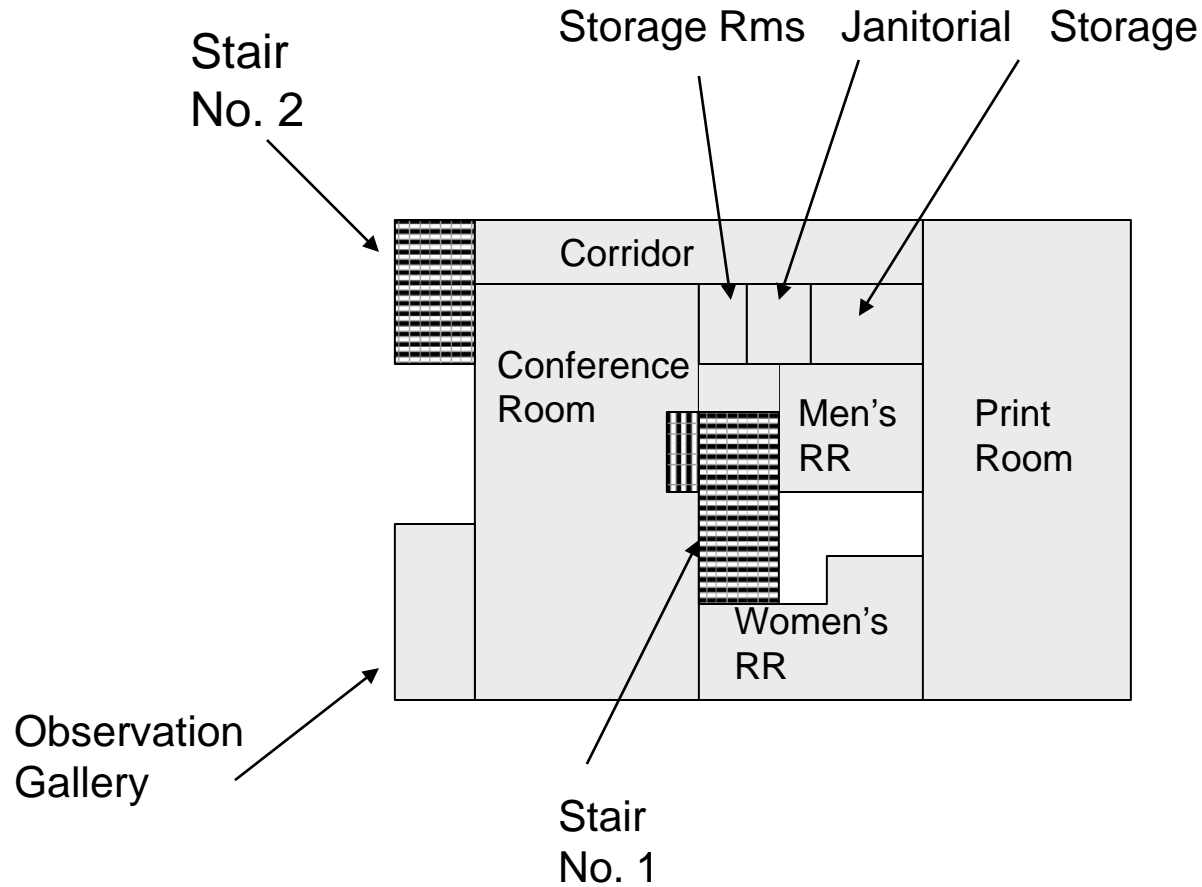 Storage Rms Janitorial Storage
Stair
No. 2
Corridor
Conference
Room
Men's
RR
Print
Room
Women's
RR
Observation
Gallery
Stair
No. 1